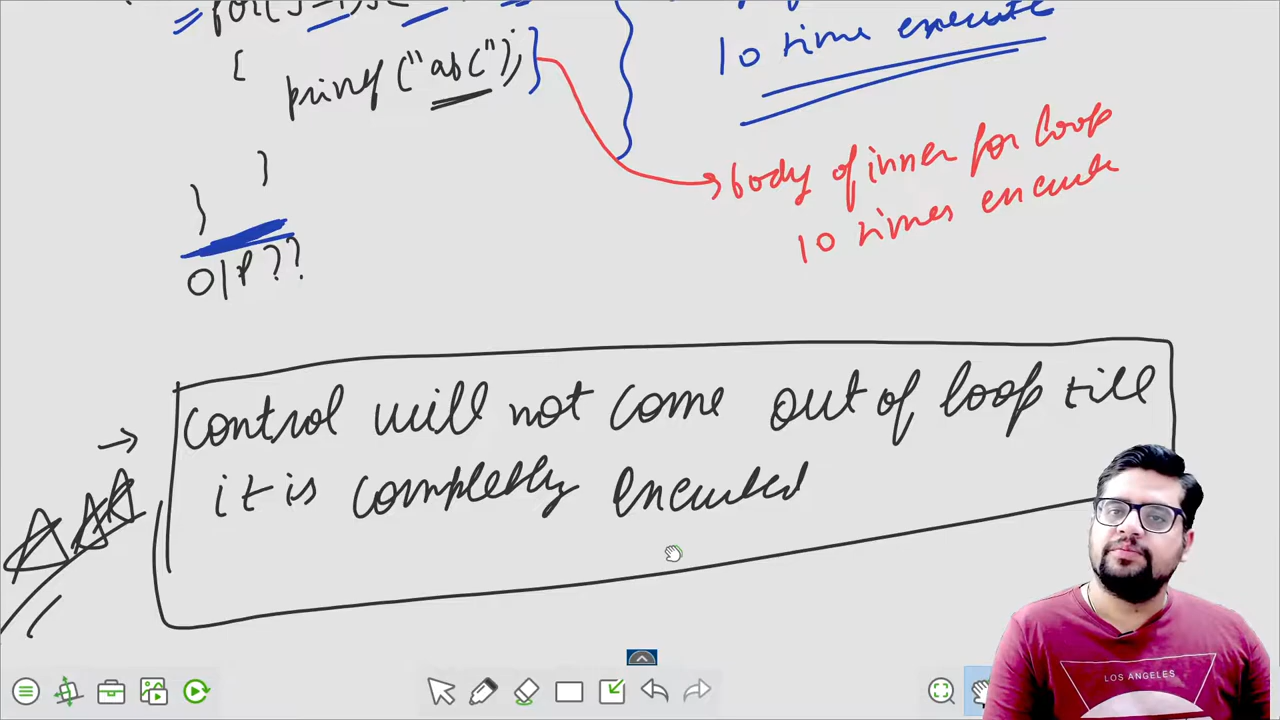 10 time execute
{
printf("abc");
}
}
O/P??
body of inner for loop
10 times execute
→ control will not come out of loop till
it is completly executed
LOS ANGELES